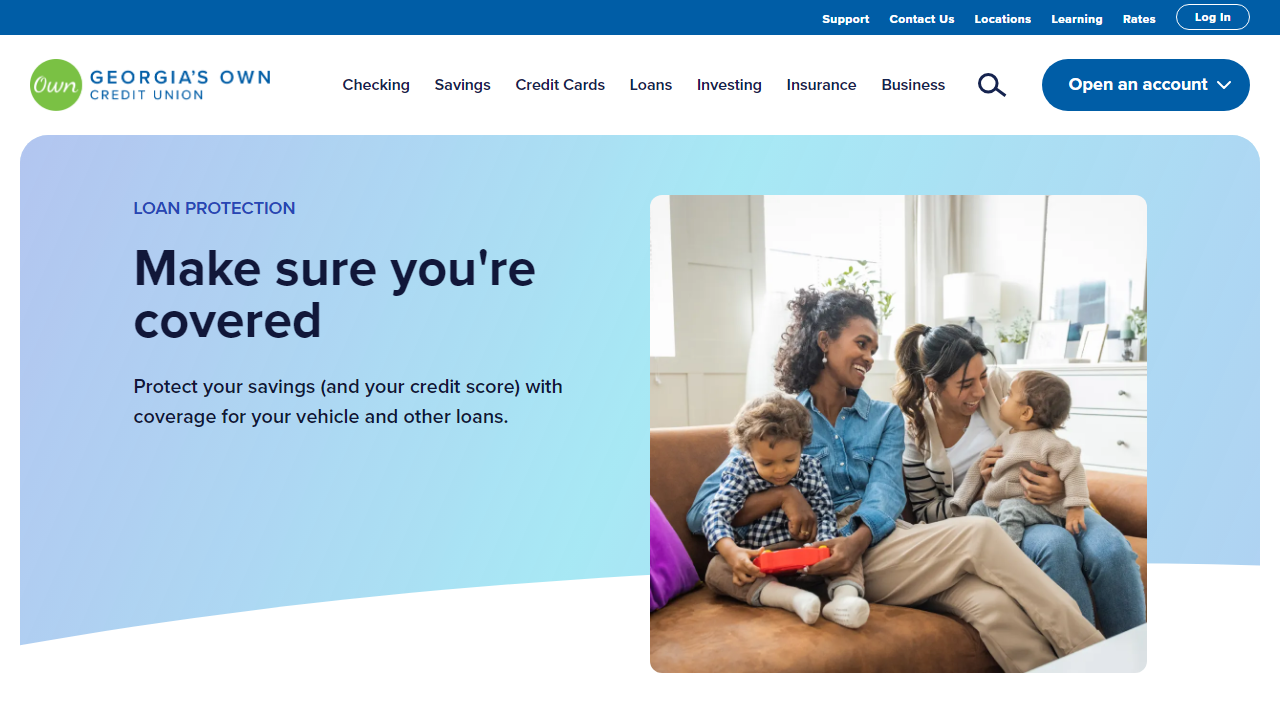 Support Contact Us Locations Learning Rates Log In
Own GEORGIA'S OWN
CREDIT UNION
Checking Savings Credit Cards Loans Investing Insurance Business Open an account
LOAN PROTECTION
Make sure you're
covered
Protect your savings (and your credit score) with
coverage for your vehicle and other loans.